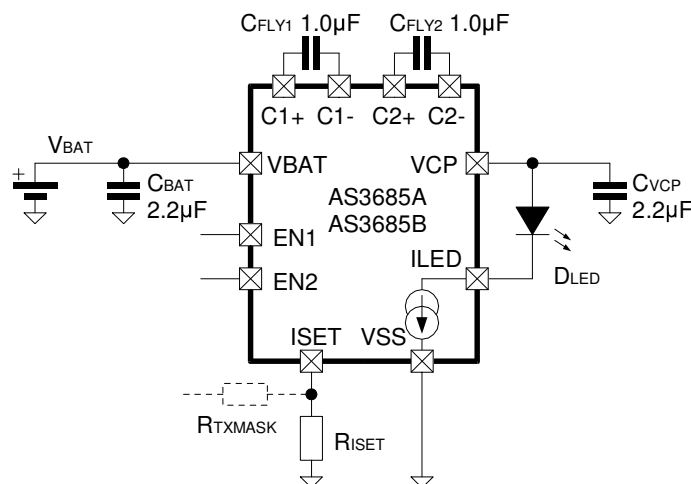 CFLY1 1.0µF
CFLY2 1.0µF
C1+
C1-
C2+
C2-
VBAT
+
VBAT
VCP
CBAT
2.2µF
AS3685A
AS3685B
CVCP
2.2µF
EN1
EN2
ILED
DLED
ISET
VSS
RTXMASK
RISET